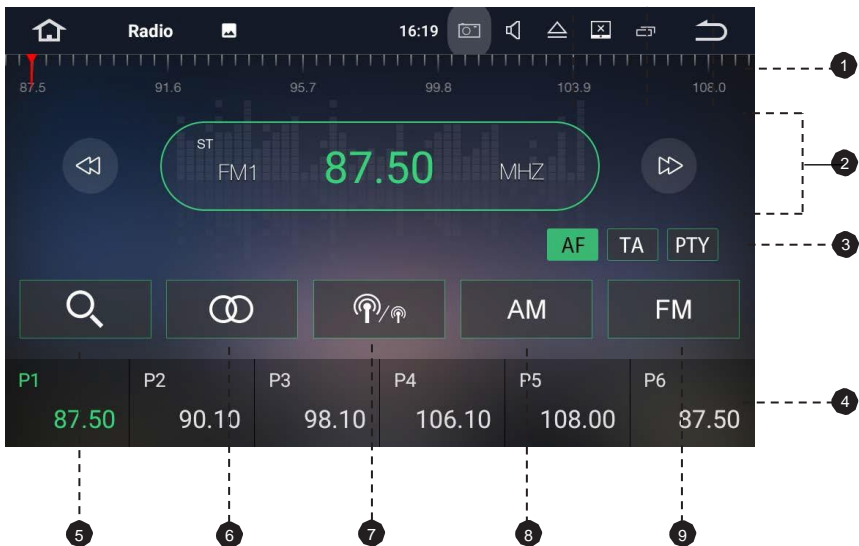 Radio 16:19
87.5 91.6 95.7 99.8 103.9 108.0
1
ST
FM1 87.50 MHZ
2
AF TA PTY
3
AM FM
P1 P2 P3 P4 P5 P6
87.50 90.10 98.10 106.10 108.00 87.50
4
5 6 7 8 9